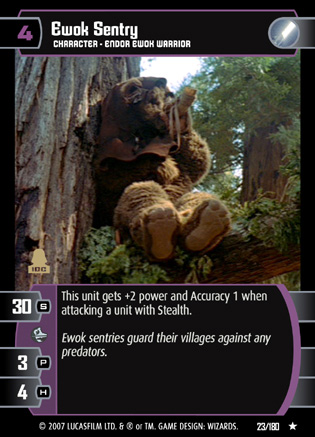 4 Ewok Sentry
CHARACTER • ENDOR EWOK WARRIOR
IDC
30 S
This unit gets +2 power and Accuracy 1 when
attacking a unit with Stealth.
Ewok sentries guard their villages against any
predators.
3 P
4 H
© 2007 LUCASFILM LTD. & ® or TM. GAME DESIGN: WIZARDS. 23/180 ★